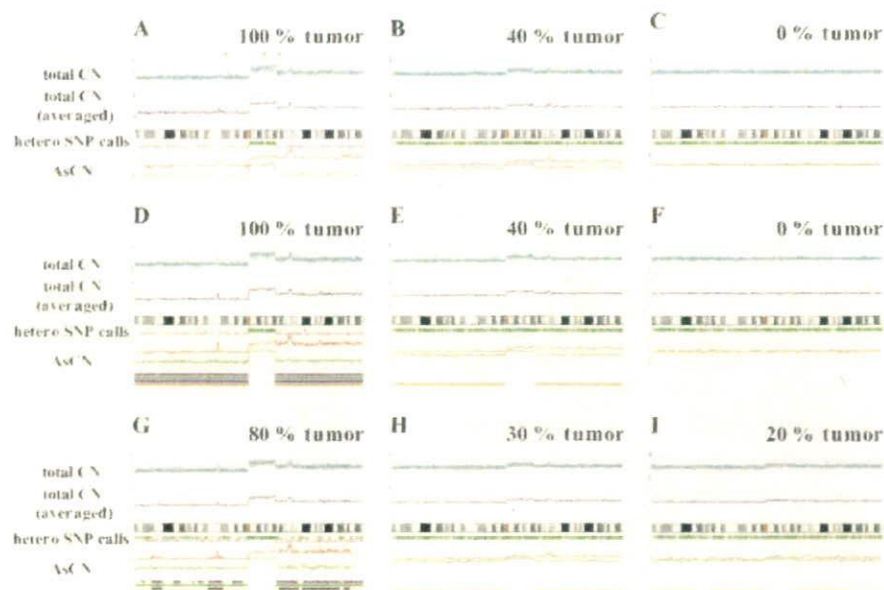 A 100 % tumor B 40 % tumor C 0 % tumor
total CN
total CN
(averaged)
hetero SNP calls
AsCN
D 100 % tumor E 40 % tumor F 0 % tumor
total CN
total CN
(averaged)
hetero SNP calls
AsCN
G 80 % tumor H 30 % tumor I 20 % tumor
total CN
total CN
(averaged)
hetero SNP calls
AsCN